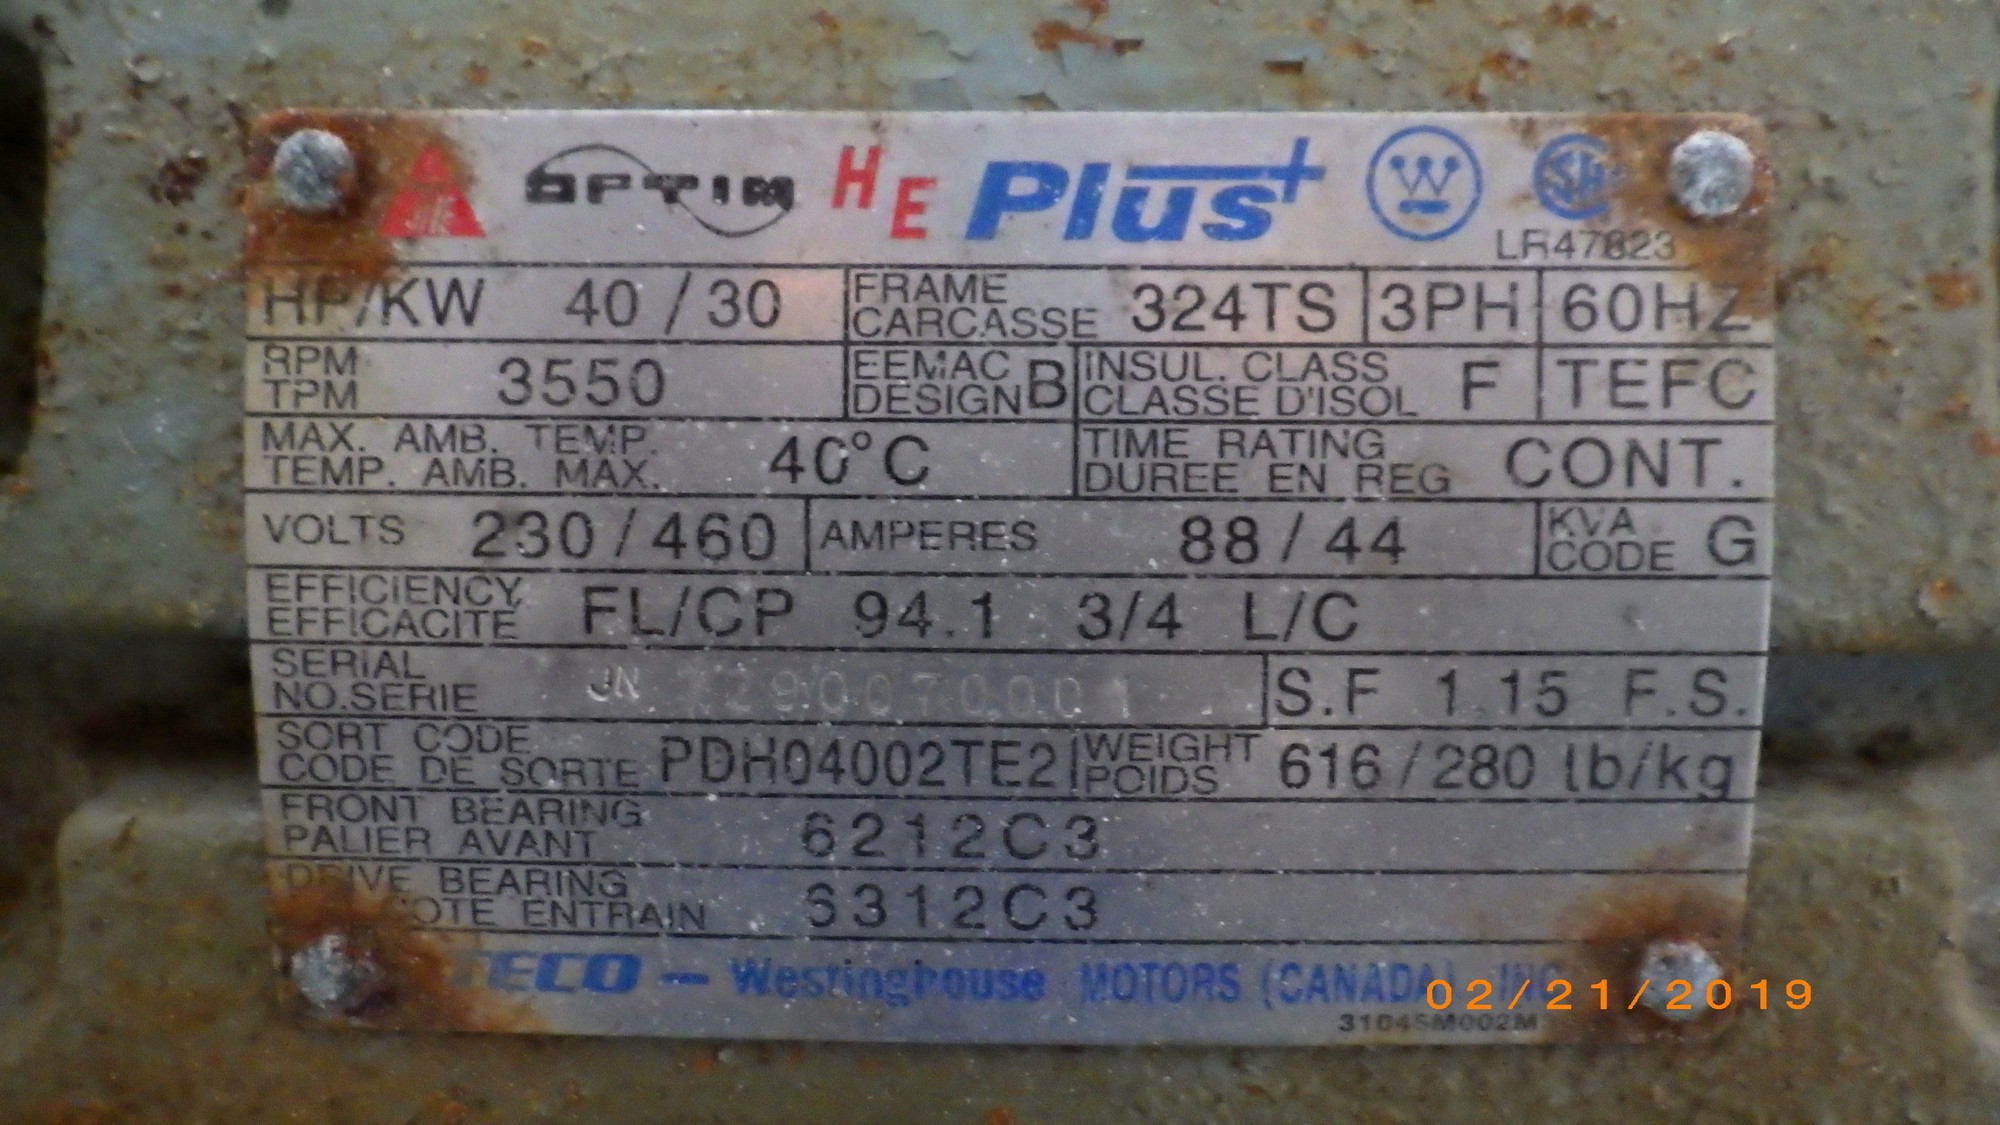 OPTIM HE Plus+
LR47823
HP/KW 40 / 30 FRAME CARCASSE 324TS 3PH 60HZ
RPM TPM 3550 EEMAC DESIGN B INSUL. CLASS CLASSE D'ISOL F TEFC
MAX. AMB. TEMP. TEMP. AMB. MAX. 40°C TIME RATING DUREE EN REG CONT.
VOLTS 230 / 460 AMPERES 88 / 44 KVA CODE G
EFFICIENCY EFFICACITE FL/CP 94.1 3/4 L/C
SERIAL NO.SERIE JN S.F 1.15 F.S.
SORT CODE CODE DE SORTE PDH04002TE2 WEIGHT POIDS 616 / 280 lb/kg
FRONT BEARING PALIER AVANT 6212C3
DRIVE BEARING COTE ENTRAIN 6312C3
TECO - Westinghouse MOTORS (CANADA) INC
02/21/2019